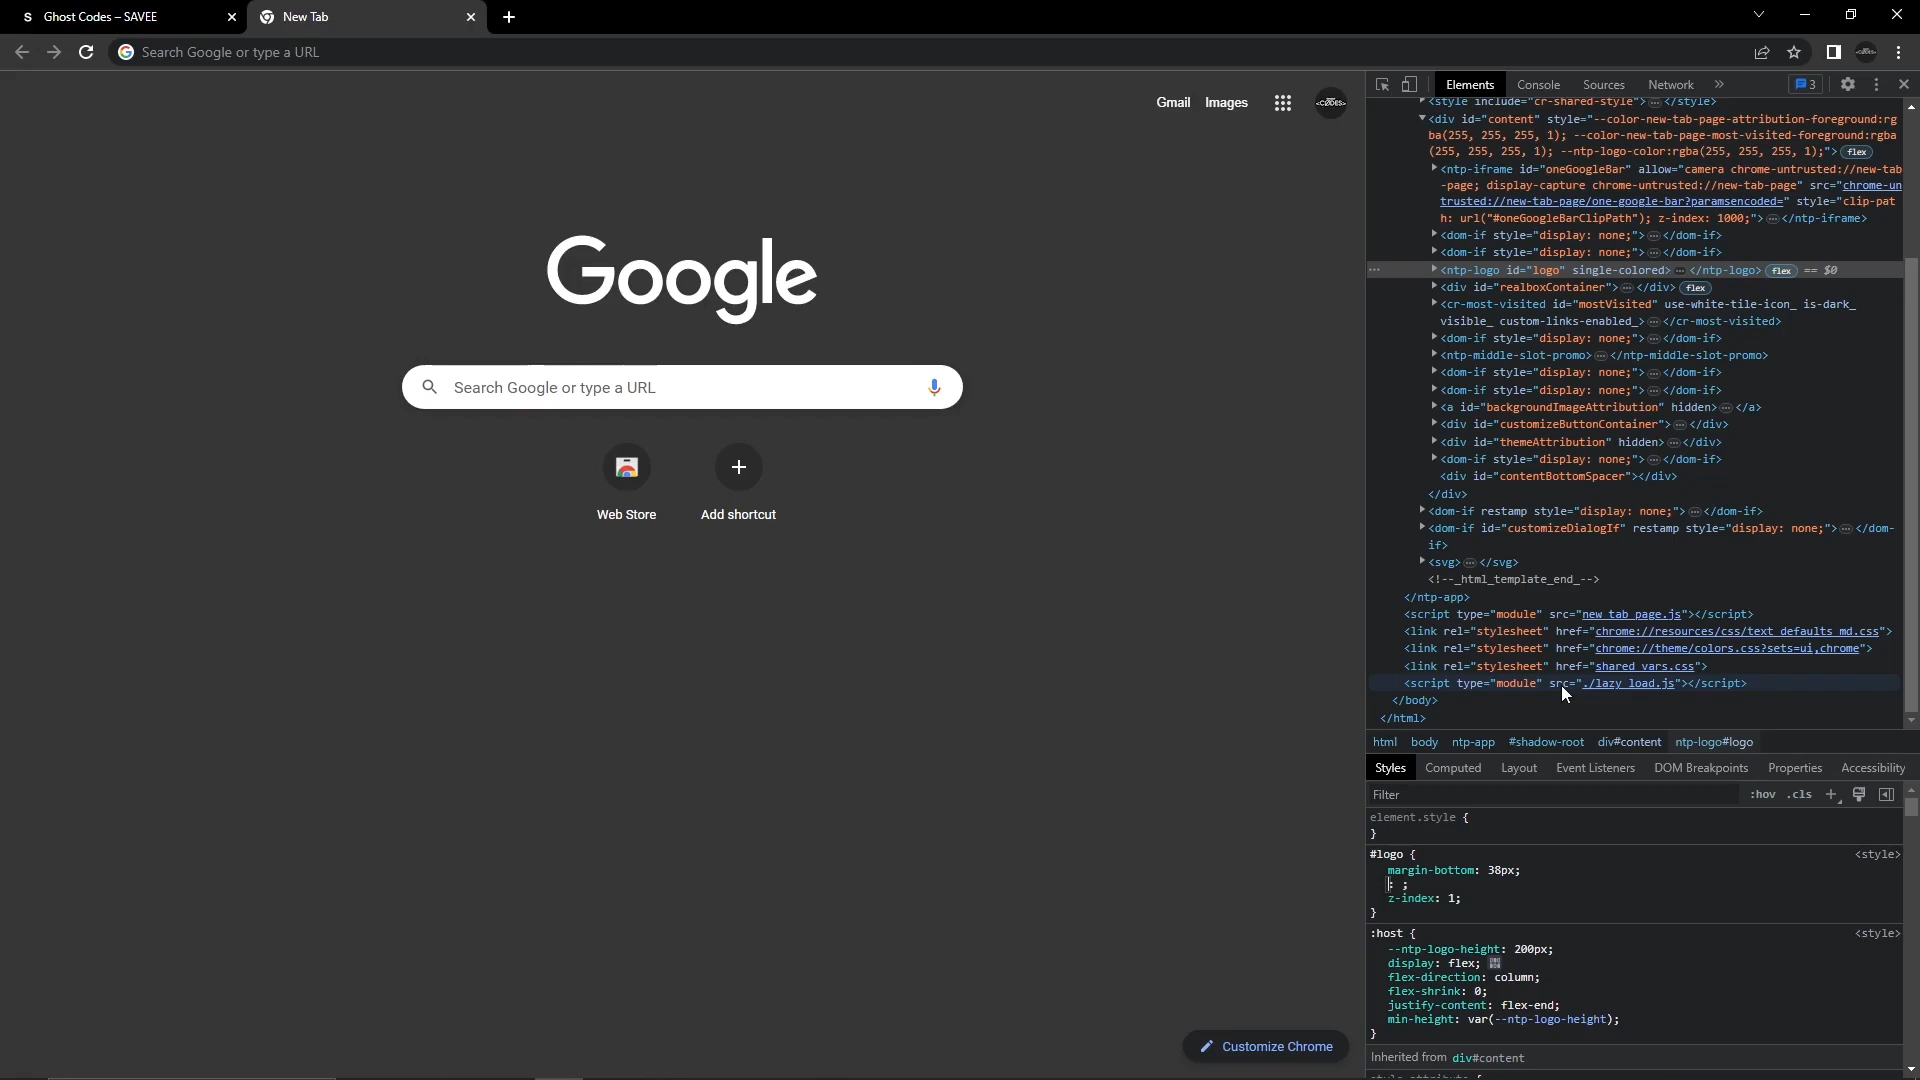 S Ghost Codes – SAVEE
New Tab
Search Google or type a URL
Gmail Images
<CODES>
Google
Search Google or type a URL
Web Store Add shortcut
Customize Chrome
Elements Console Sources Network » 3
<style include="cr-shared-style">…</style>
<div id="content" style="--color-new-tab-page-attribution-foreground:rg
ba(255, 255, 255, 1); --color-new-tab-page-most-visited-foreground:rgba
(255, 255, 255, 1); --ntp-logo-color:rgba(255, 255, 255, 1);"> flex
<ntp-iframe id="oneGoogleBar" allow="camera chrome-untrusted://new-tab
-page; display-capture chrome-untrusted://new-tab-page" src="chrome-un
trusted://new-tab-page/one-google-bar?paramsencoded=" style="clip-pat
h: url("#oneGoogleBarClipPath"); z-index: 1000;">…</ntp-iframe>
<dom-if style="display: none;">…</dom-if>
<dom-if style="display: none;">…</dom-if>
… <ntp-logo id="logo" single-colored>…</ntp-logo> flex == $0
<div id="realboxContainer">…</div> flex
<cr-most-visited id="mostVisited" use-white-tile-icon_ is-dark_
visible_ custom-links-enabled_>…</cr-most-visited>
<dom-if style="display: none;">…</dom-if>
<ntp-middle-slot-promo>…</ntp-middle-slot-promo>
<dom-if style="display: none;">…</dom-if>
<dom-if style="display: none;">…</dom-if>
<a id="backgroundImageAttribution" hidden>…</a>
<div id="customizeButtonContainer">…</div>
<div id="themeAttribution" hidden>…</div>
<dom-if style="display: none;">…</dom-if>
<div id="contentBottomSpacer"></div>
</div>
<dom-if restamp style="display: none;">…</dom-if>
<dom-if id="customizeDialogIf" restamp style="display: none;">…</dom-
if>
<svg>…</svg>
<!--_html_template_end_-->
</ntp-app>
<script type="module" src="new_tab_page.js"></script>
<link rel="stylesheet" href="chrome://resources/css/text_defaults_md.css">
<link rel="stylesheet" href="chrome://theme/colors.css?sets=ui,chrome">
<link rel="stylesheet" href="shared_vars.css">
<script type="module" src="./lazy_load.js"></script>
</body>
</html>
html body ntp-app #shadow-root div#content ntp-logo#logo
Styles Computed Layout Event Listeners DOM Breakpoints Properties Accessibility
Filter :hov .cls
element.style {
}
#logo { <style>
margin-bottom: 38px;
: ;
z-index: 1;
}
:host { <style>
--ntp-logo-height: 200px;
display: flex;
flex-direction: column;
flex-shrink: 0;
justify-content: flex-end;
min-height: var(--ntp-logo-height);
}
Inherited from div#content